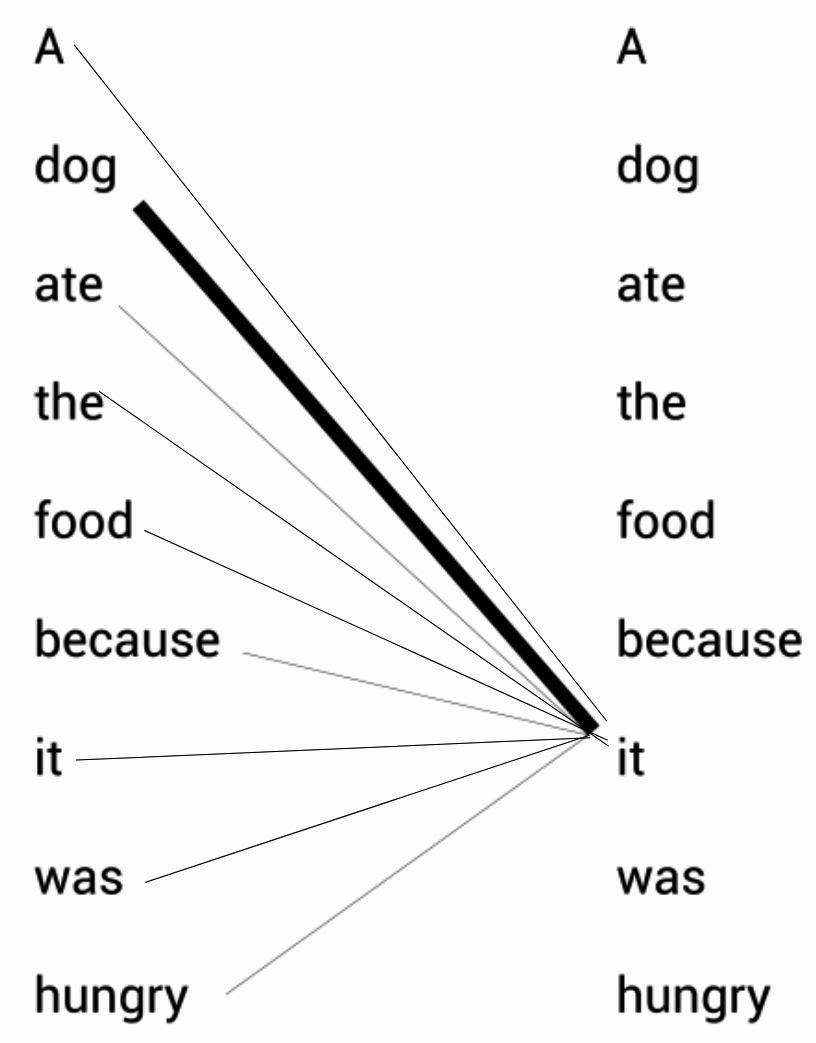 A A
dog dog
ate ate
the the
food food
because because
it it
was was
hungry hungry